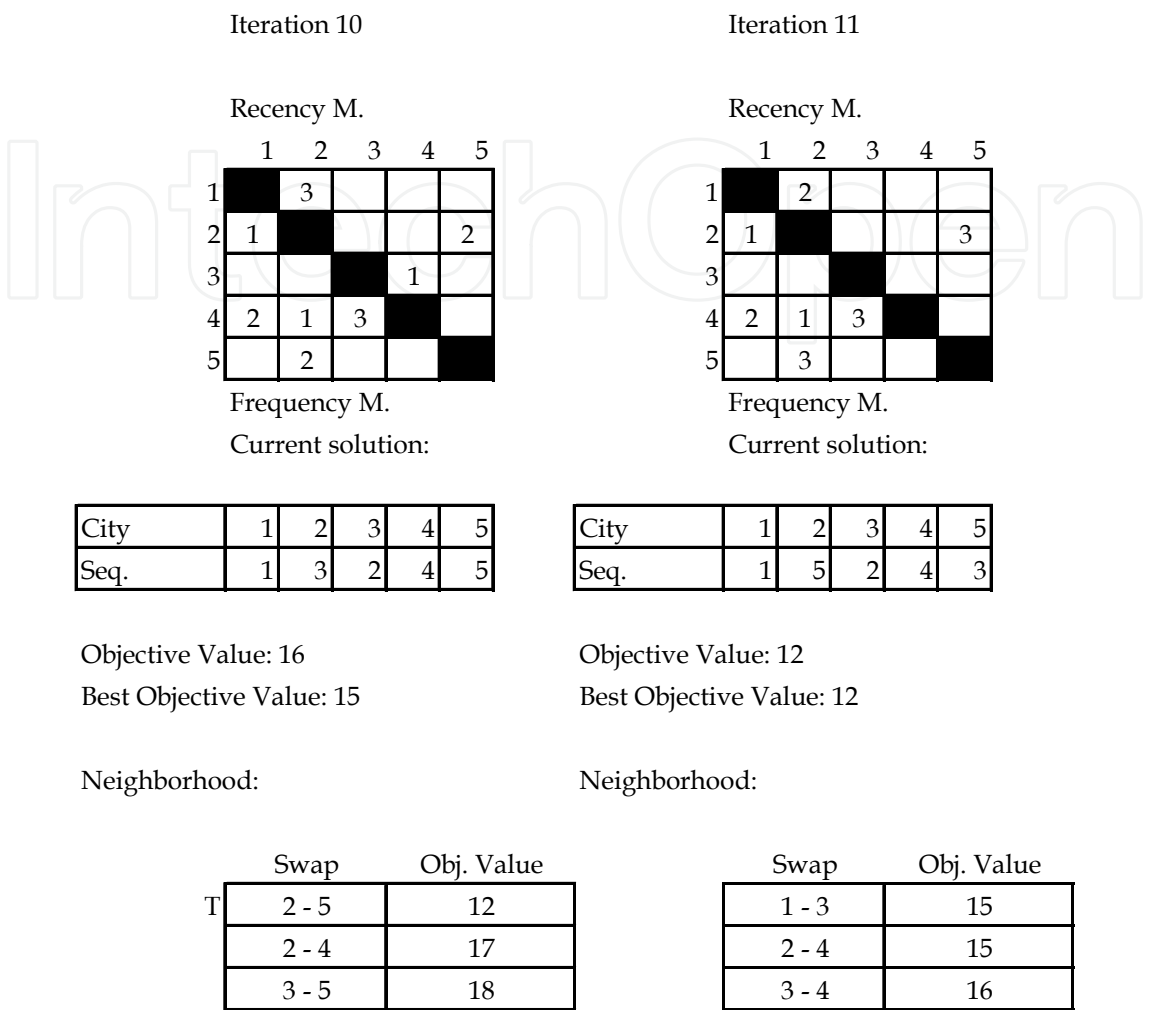 Iteration 10 Iteration 11
Recency M. Recency M.
1 2 3 4 5 1 2 3 4 5
1 3 1 2
2 1 2 2 1 3
3 1 3
4 2 1 3 4 2 1 3
5 2 5 3
Frequency M. Frequency M.
Current solution: Current solution:
City 1 2 3 4 5 City 1 2 3 4 5
Seq. 1 3 2 4 5 Seq. 1 5 2 4 3
Objective Value: 16 Objective Value: 12
Best Objective Value: 15 Best Objective Value: 12
Neighborhood: Neighborhood:
Swap Obj. Value Swap Obj. Value
T 2 - 5 12 1 - 3 15
2 - 4 17 2 - 4 15
3 - 5 18 3 - 4 16
IntechOpen